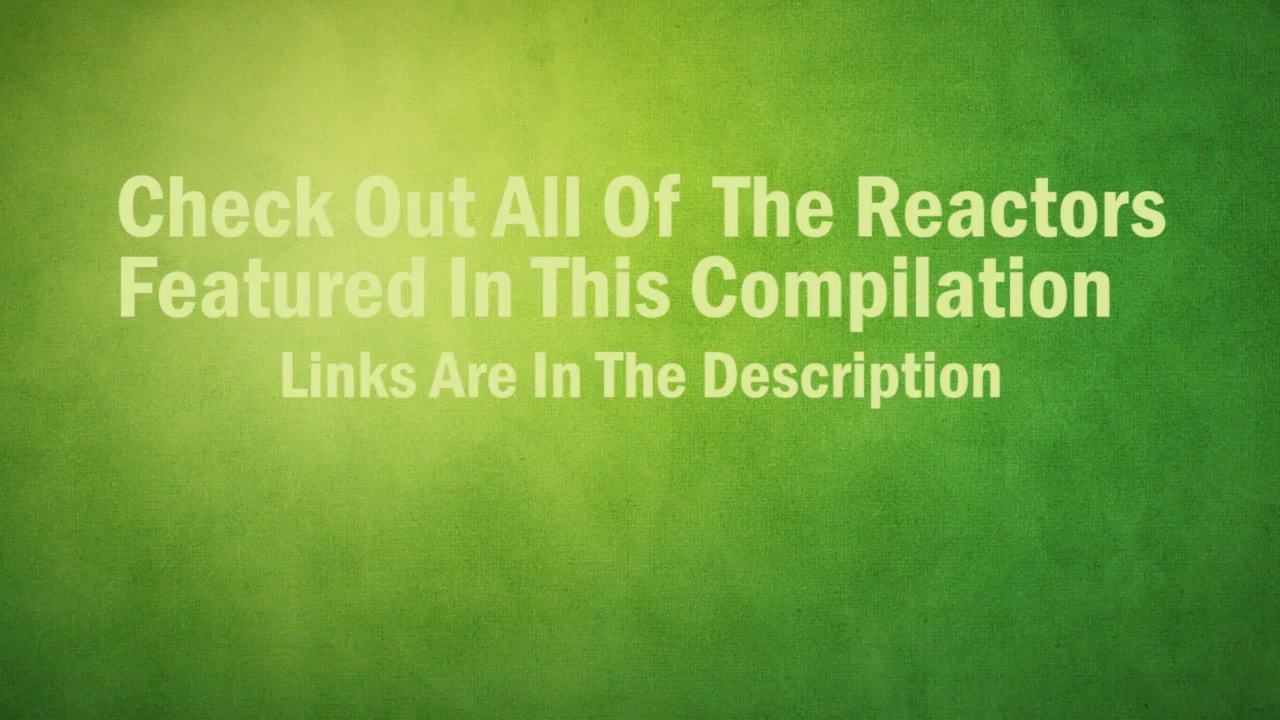 Check Out All Of The Reactors
Featured In This Compilation
Links Are In The Description